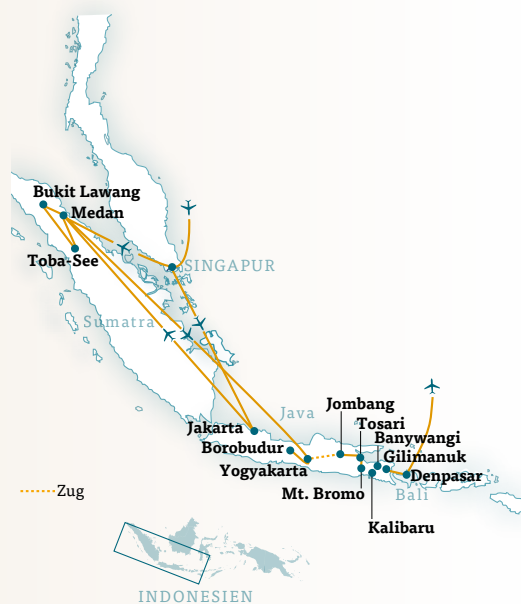 Bukit Lawang
Medan
Toba-See
SINGAPUR
Sumatra
Java
Jombang
Tosari
Jakarta
Banywangi
Borobudur
Gilimanuk
Yogyakarta
Denpasar
Mt. Bromo
Bali
Zug
Kalibaru
INDONESIEN